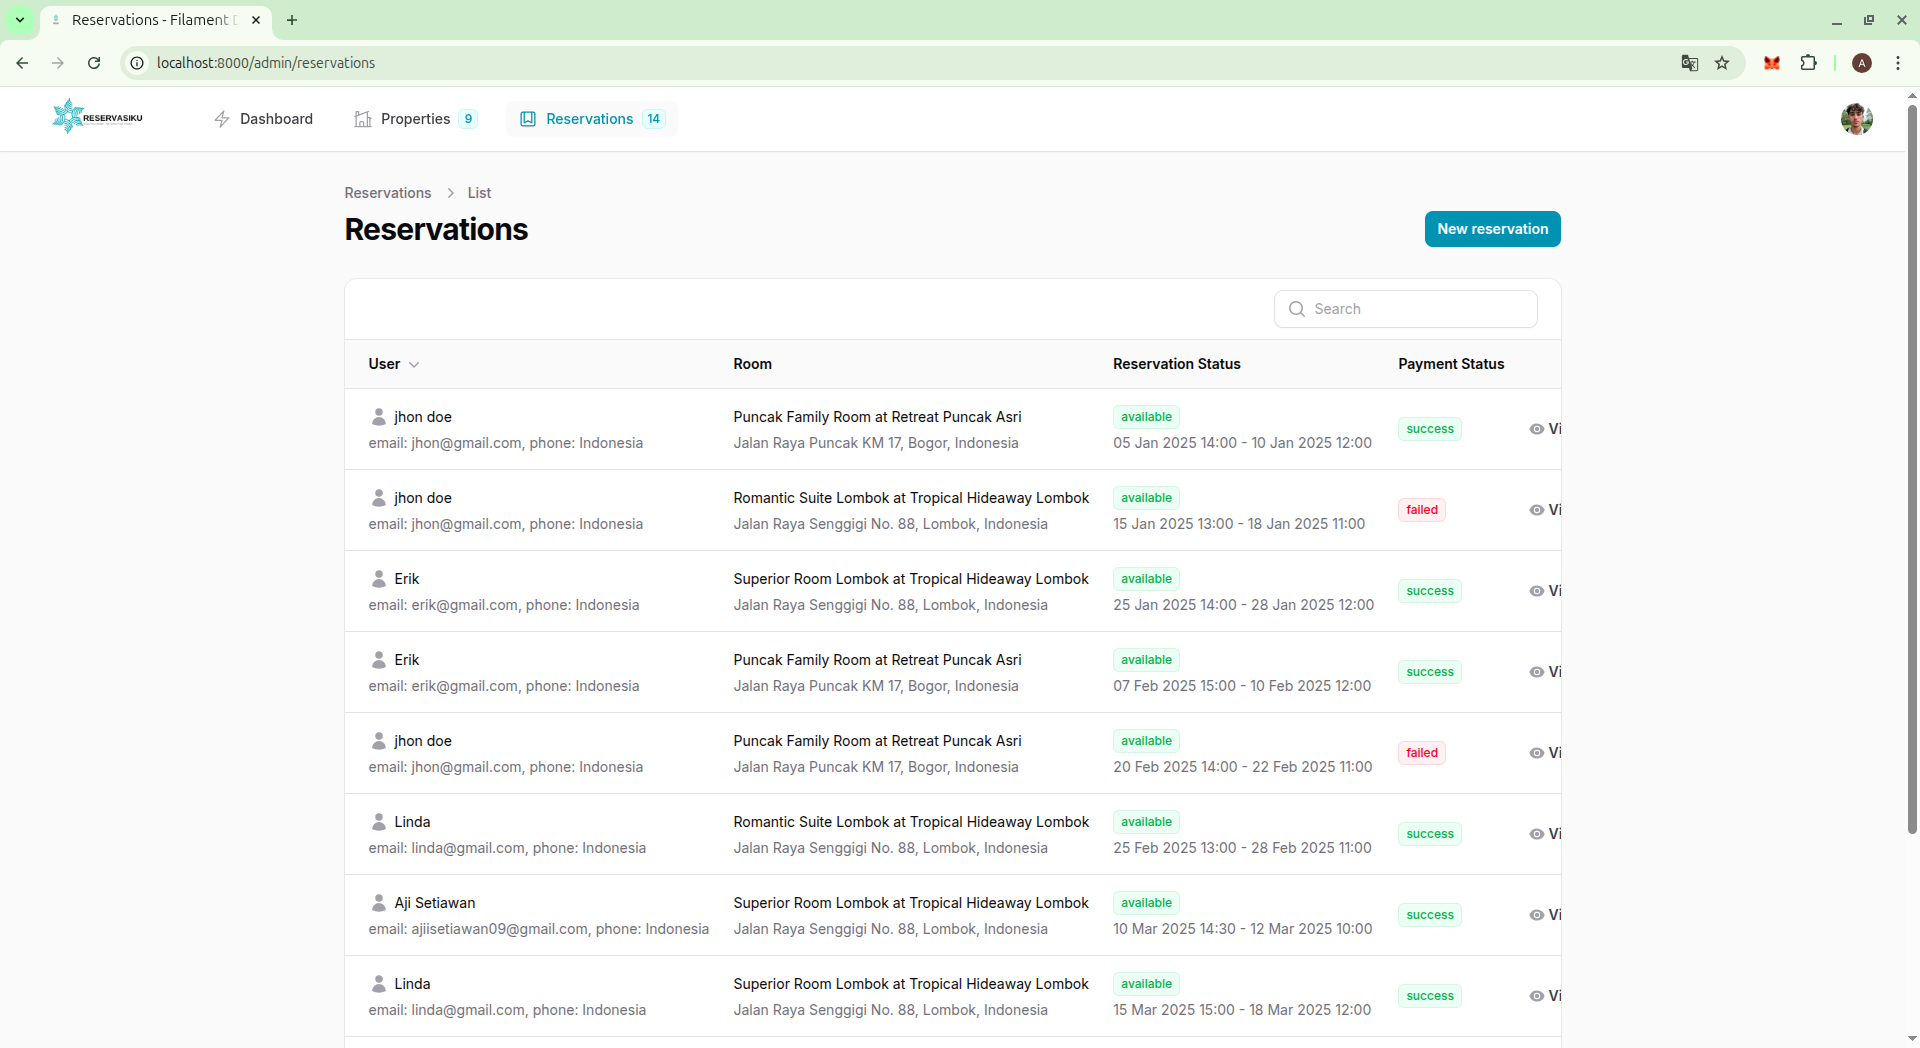 Reservations - Filament
localhost:8000/admin/reservations
A
RESERVASIKU
Dashboard
Properties 9
Reservations 14
Reservations > List
Reservations
New reservation
Search
User Room Reservation Status Payment Status
jhon doe Puncak Family Room at Retreat Puncak Asri available
email: jhon@gmail.com, phone: Indonesia Jalan Raya Puncak KM 17, Bogor, Indonesia 05 Jan 2025 14:00 - 10 Jan 2025 12:00 success Vi
jhon doe Romantic Suite Lombok at Tropical Hideaway Lombok available
email: jhon@gmail.com, phone: Indonesia Jalan Raya Senggigi No. 88, Lombok, Indonesia 15 Jan 2025 13:00 - 18 Jan 2025 11:00 failed Vi
Erik Superior Room Lombok at Tropical Hideaway Lombok available
email: erik@gmail.com, phone: Indonesia Jalan Raya Senggigi No. 88, Lombok, Indonesia 25 Jan 2025 14:00 - 28 Jan 2025 12:00 success Vi
Erik Puncak Family Room at Retreat Puncak Asri available
email: erik@gmail.com, phone: Indonesia Jalan Raya Puncak KM 17, Bogor, Indonesia 07 Feb 2025 15:00 - 10 Feb 2025 12:00 success Vi
jhon doe Puncak Family Room at Retreat Puncak Asri available
email: jhon@gmail.com, phone: Indonesia Jalan Raya Puncak KM 17, Bogor, Indonesia 20 Feb 2025 14:00 - 22 Feb 2025 11:00 failed Vi
Linda Romantic Suite Lombok at Tropical Hideaway Lombok available
email: linda@gmail.com, phone: Indonesia Jalan Raya Senggigi No. 88, Lombok, Indonesia 25 Feb 2025 13:00 - 28 Feb 2025 11:00 success Vi
Aji Setiawan Superior Room Lombok at Tropical Hideaway Lombok available
email: ajiisetiawan09@gmail.com, phone: Indonesia Jalan Raya Senggigi No. 88, Lombok, Indonesia 10 Mar 2025 14:30 - 12 Mar 2025 10:00 success Vi
Linda Superior Room Lombok at Tropical Hideaway Lombok available
email: linda@gmail.com, phone: Indonesia Jalan Raya Senggigi No. 88, Lombok, Indonesia 15 Mar 2025 15:00 - 18 Mar 2025 12:00 success Vi